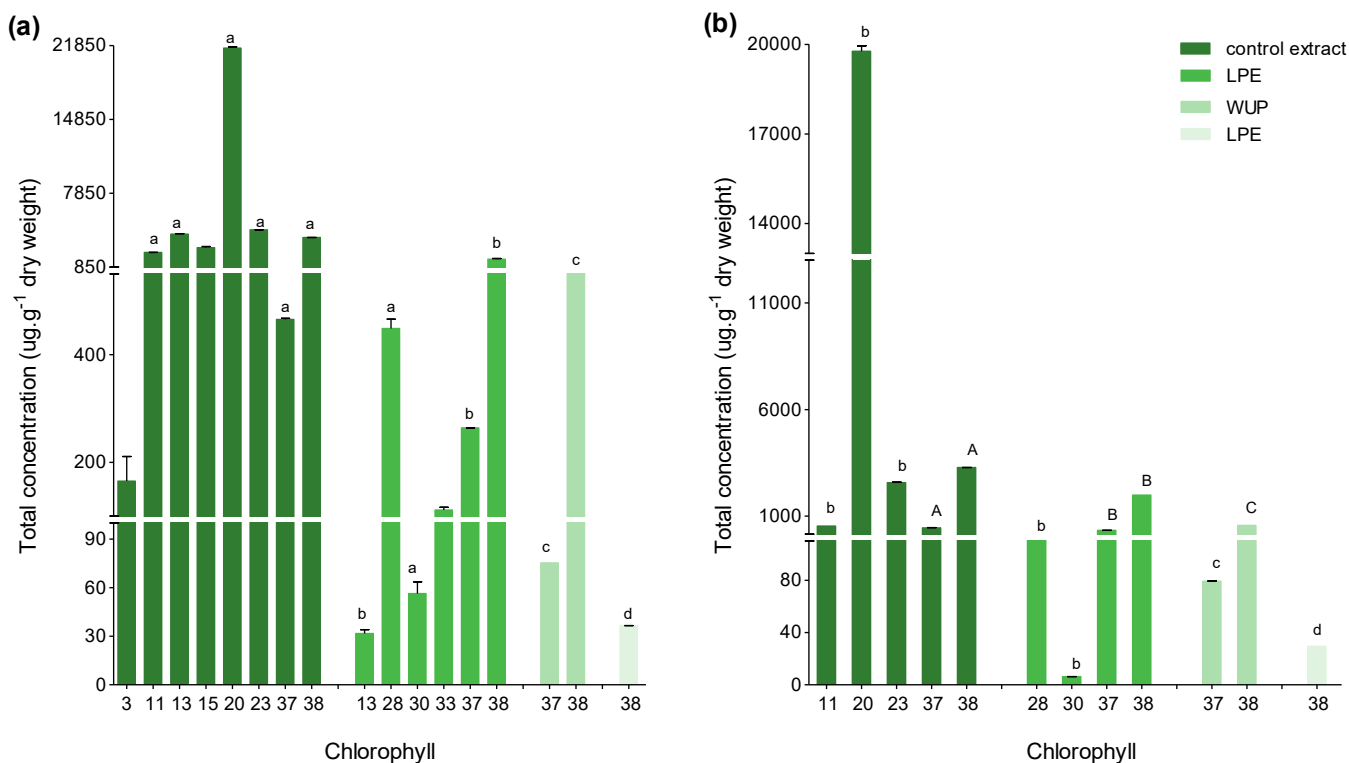 (a)
Total concentration (ug.g⁻¹ dry weight)
21850
14850
7850
850
400
200
90
60
30
0
a
a
a
a
a
a
b
a
a
b
b
c
c
d
3 11 13 15 20 23 37 38 13 28 30 33 37 38 37 38 38
Chlorophyll
(b)
Total concentration (ug.g⁻¹ dry weight)
20000
17000
14000
11000
6000
1000
80
40
0
b
b
b
A
A
b
b
B
B
c
C
d
11 20 23 37 38 28 30 37 38 37 38 38
Chlorophyll
control extract
LPE
WUP
LPE